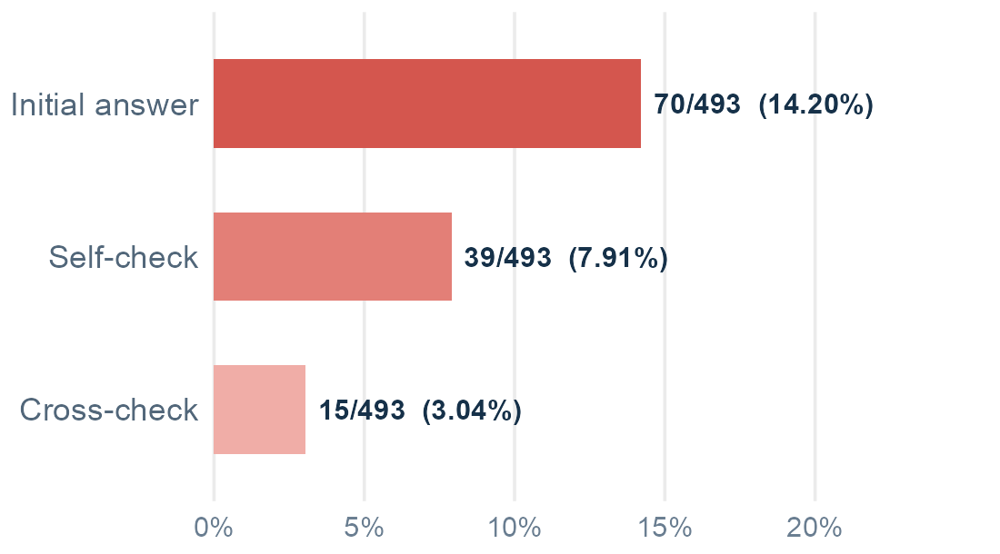 Initial answer 70/493 (14.20%)
Self-check 39/493 (7.91%)
Cross-check 15/493 (3.04%)
0% 5% 10% 15% 20%